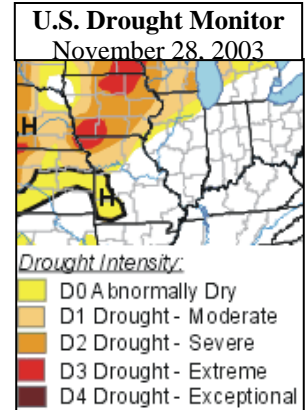 U.S. Drought Monitor
November 28, 2003
H
H
Drought Intensity:
D0 Abnormally Dry
D1 Drought - Moderate
D2 Drought - Severe
D3 Drought - Extreme
D4 Drought - Exceptional